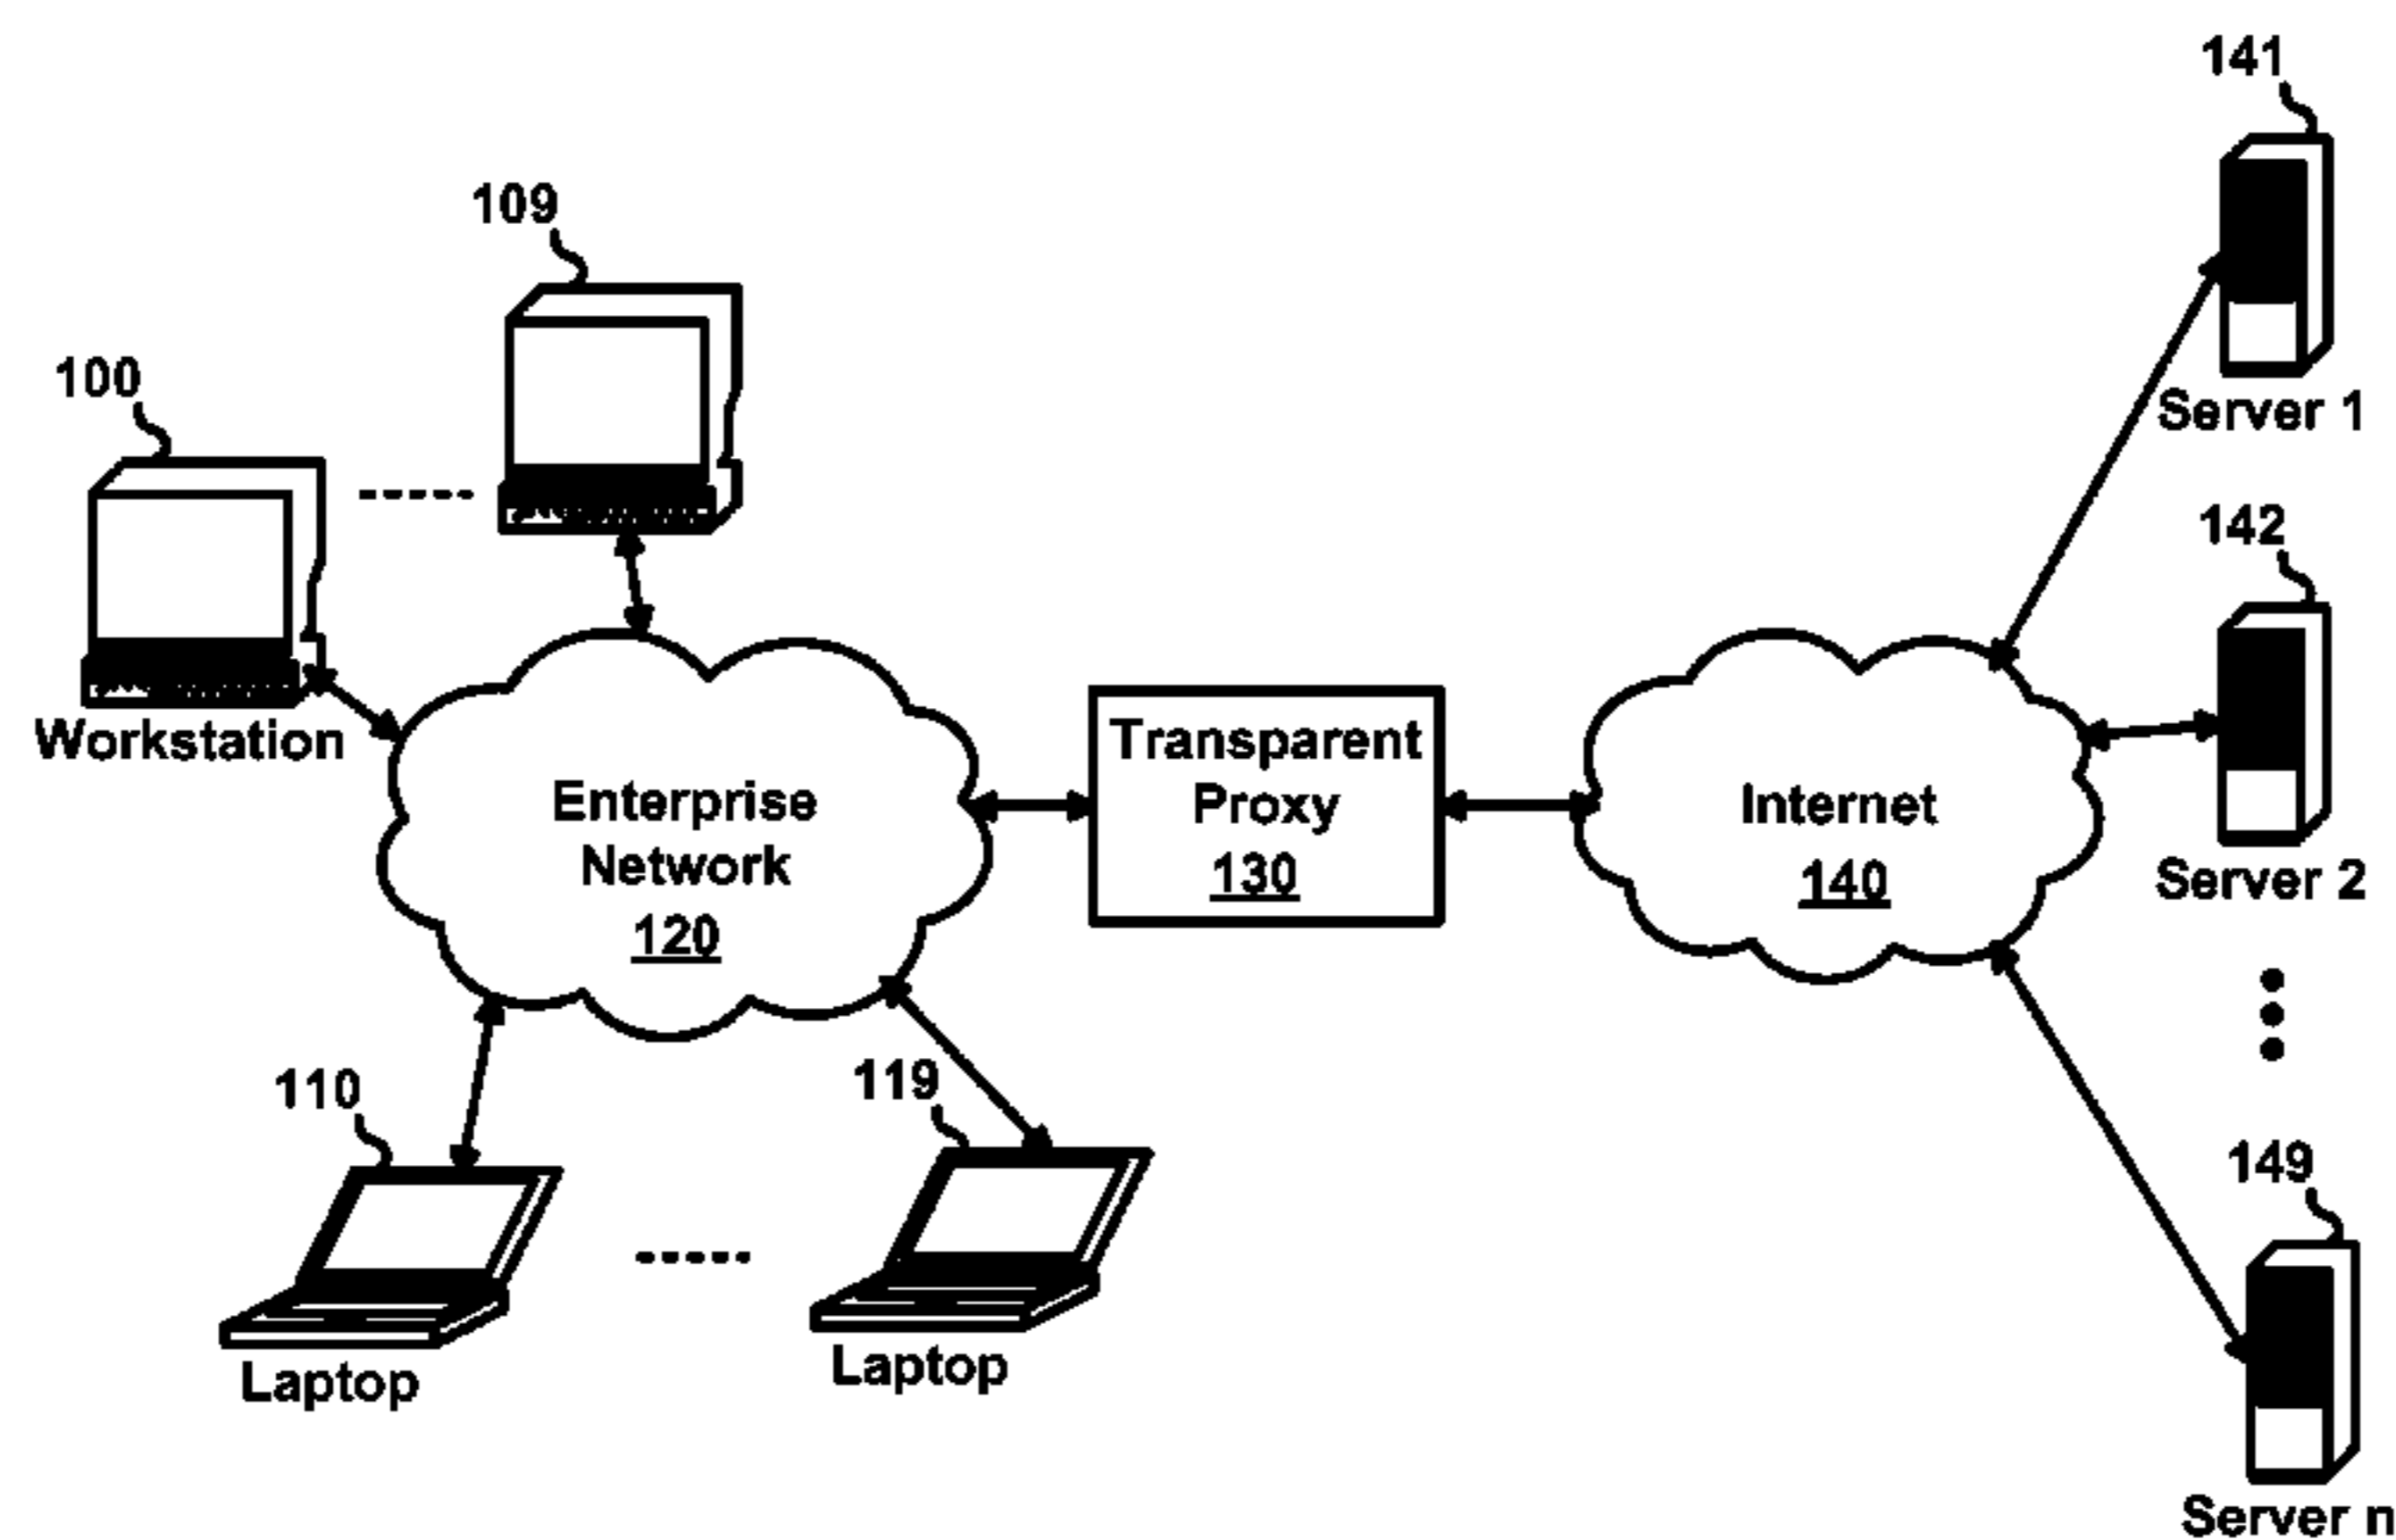 141
109
100
Server 1
142
Workstation
Transparent
Proxy
130
Enterprise
Network
120
Internet
140
Server 2
110
119
149
Laptop
Laptop
Server n